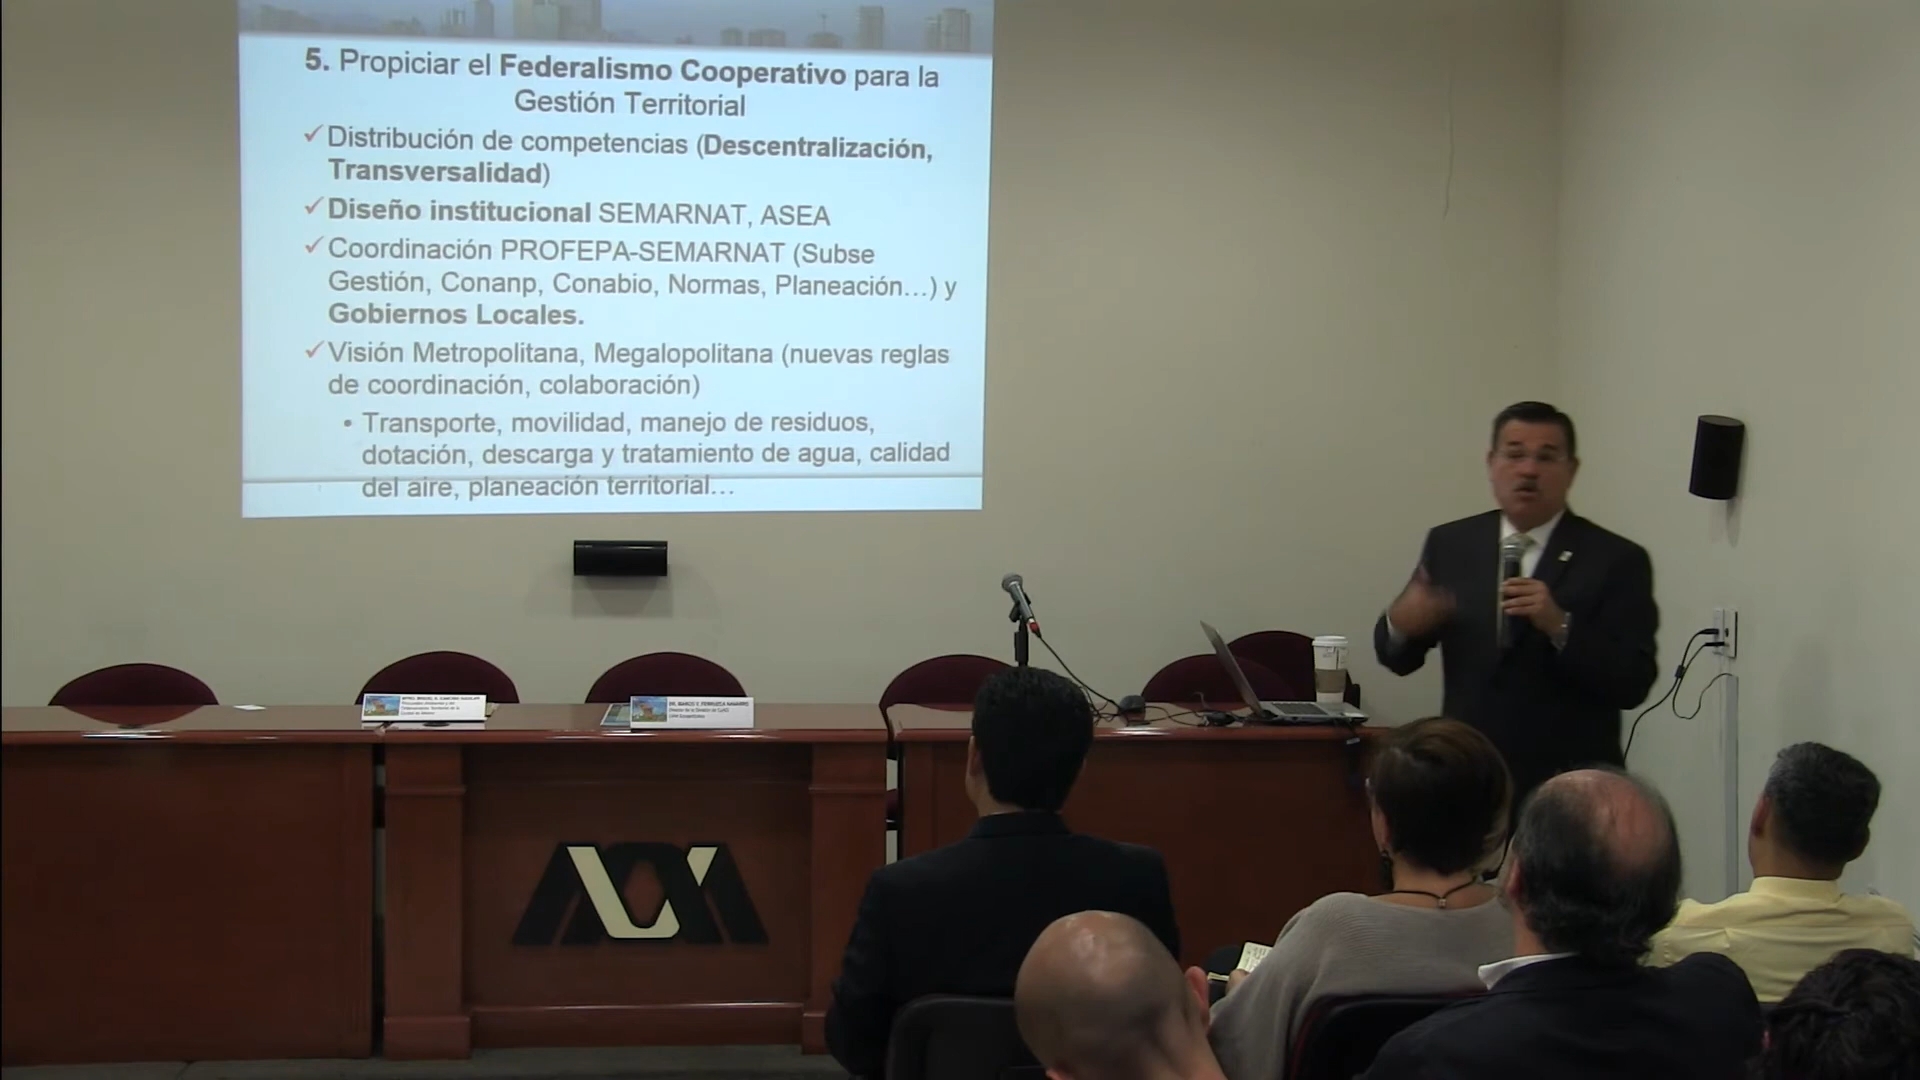 5. Propiciar el Federalismo Cooperativo para la
Gestión Territorial
✓ Distribución de competencias (Descentralización,
Transversalidad)
✓ Diseño institucional SEMARNAT, ASEA
✓ Coordinación PROFEPA-SEMARNAT (Subse
Gestión, Conanp, Conabio, Normas, Planeación…) y
Gobiernos Locales.
✓ Visión Metropolitana, Megalopolitana (nuevas reglas
de coordinación, colaboración)
• Transporte, movilidad, manejo de residuos,
dotación, descarga y tratamiento de agua, calidad
del aire, planeación territorial…